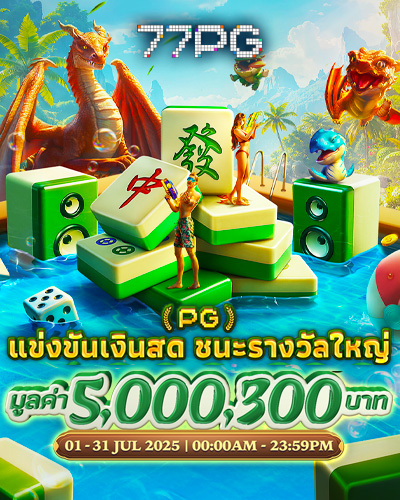 77PG
發
中
PG
แข่งขันเงินสด ชนะรางวัลใหญ่
มูลค่า 5,000,300 บาท
01 - 31 JUL 2025 | 00:00AM - 23:59PM